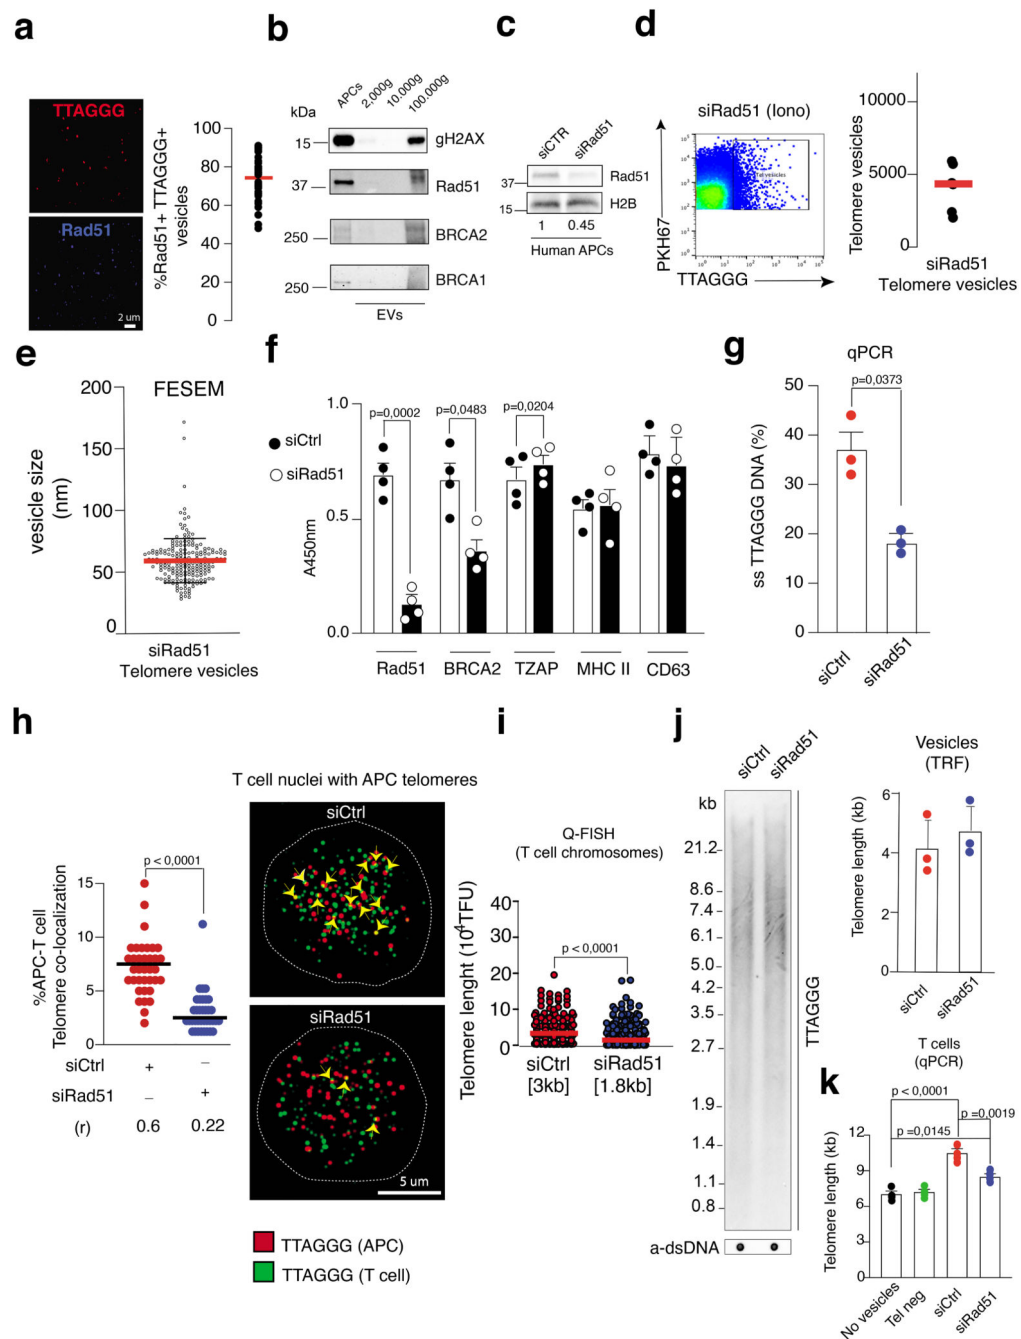 a
TTAGGG
Rad51
2 um
%Rad51+ TTAGGG+
vesicles
100
80
60
40
20
0
b
kDa
APCs
2,000g
10.000g
100.000g
15
gH2AX
37
Rad51
250
BRCA2
250
BRCA1
EVs
c
siCTR
siRad51
37
Rad51
15
H2B
1
0.45
Human APCs
d
siRad51 (Iono)
Tel vesicles
PKH67
TTAGGG
Telomere vesicles
10000
5000
0
siRad51
Telomere vesicles
e
FESEM
vesicle size
(nm)
200
150
100
50
0
siRad51
Telomere vesicles
f
siCtrl
siRad51
A450nm
1.0
0.5
0.0
p=0,0002
p=0,0483
p=0,0204
Rad51
BRCA2
TZAP
MHC II
CD63
g
qPCR
p=0,0373
ss TTAGGG DNA (%)
50
40
30
20
10
0
siCtrl
siRad51
h
T cell nuclei with APC telomeres
p < 0,0001
%APC-T cell
Telomere co-localization
15
10
5
0
siCtrl + –
siRad51 – +
(r) 0.6 0.22
siCtrl
siRad51
5 um
TTAGGG (APC)
TTAGGG (T cell)
i
Q-FISH
(T cell chromosomes)
Telomere lenght (10⁴TFU)
40
30
20
10
0
p <0,0001
siCtrl
[3kb]
siRad51
[1.8kb]
j
siCtrl
siRad51
kb
21.2
8.6
7.4
6.1
5.0
4.2
3.5
2.7
1.9
1.4
1.1
0.8
TTAGGG
a-dsDNA
Vesicles
(TRF)
Telomere length (kb)
6
4
2
0
siCtrl
siRad51
k
T cells
(qPCR)
p < 0,0001
p =0,0019
p =0,0145
Telomere length (kb)
12
9
6
3
0
No vesicles
Tel neg
siCtrl
siRad51